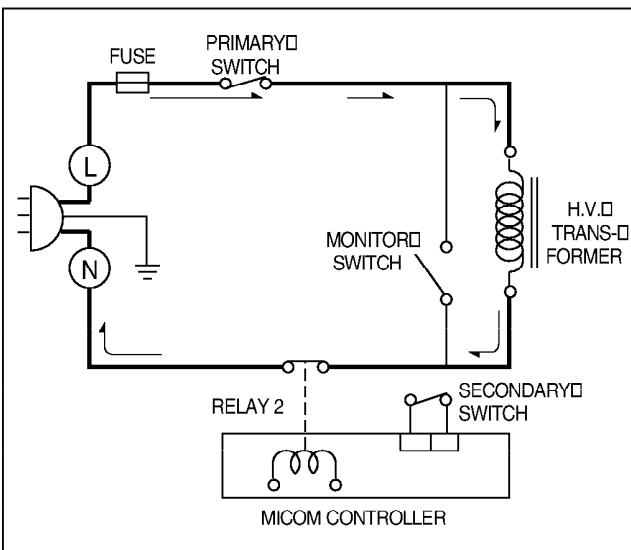 FUSE
PRIMARY□
SWITCH
L
N
MONITOR□
SWITCH
H.V.□
TRANS-□
FORMER
RELAY 2
SECONDARY□
SWITCH
MICOM CONTROLLER